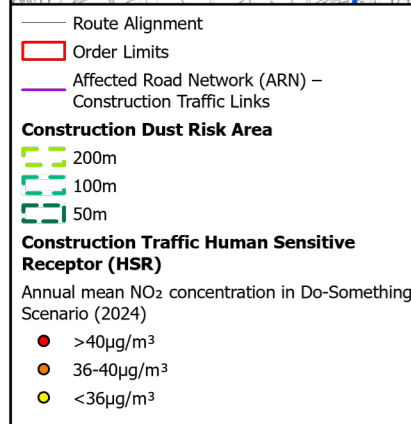 Route Alignment
Order Limits
Affected Road Network (ARN) –
Construction Traffic Links
Construction Dust Risk Area
200m
100m
50m
Construction Traffic Human Sensitive
Receptor (HSR)
Annual mean NO₂ concentration in Do-Something
Scenario (2024)
>40µg/m³
36-40µg/m³
<36µg/m³